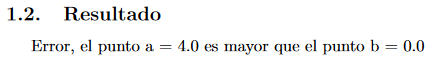 1.2. Resultado
Error, el punto a = 4.0 es mayor que el punto b = 0.0